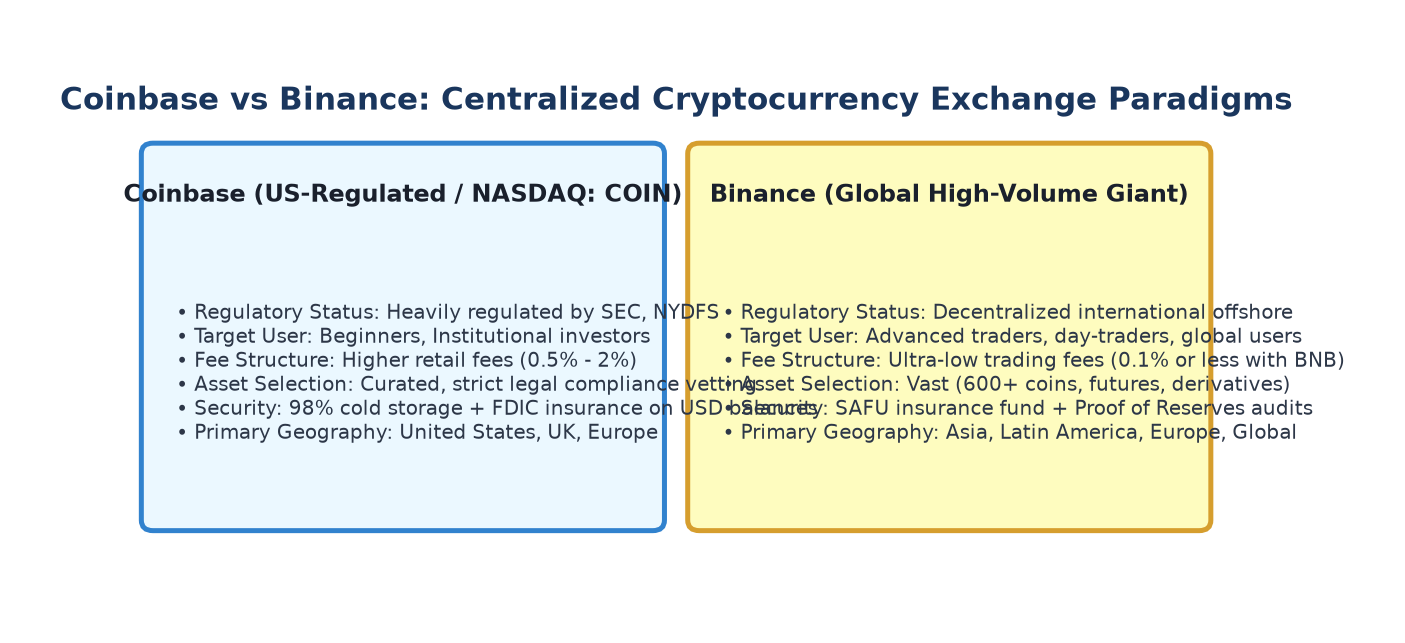 Coinbase vs Binance: Centralized Cryptocurrency Exchange Paradigms
Coinbase (US-Regulated / NASDAQ: COIN)
• Regulatory Status: Heavily regulated by SEC, NYDFS
• Target User: Beginners, Institutional investors
• Fee Structure: Higher retail fees (0.5% - 2%)
• Asset Selection: Curated, strict legal compliance vetting
• Security: 98% cold storage + FDIC insurance on USD balances
• Primary Geography: United States, UK, Europe
Binance (Global High-Volume Giant)
• Regulatory Status: Decentralized international offshore
• Target User: Advanced traders, day-traders, global users
• Fee Structure: Ultra-low trading fees (0.1% or less with BNB)
• Asset Selection: Vast (600+ coins, futures, derivatives)
• Security: SAFU insurance fund + Proof of Reserves audits
• Primary Geography: Asia, Latin America, Europe, Global